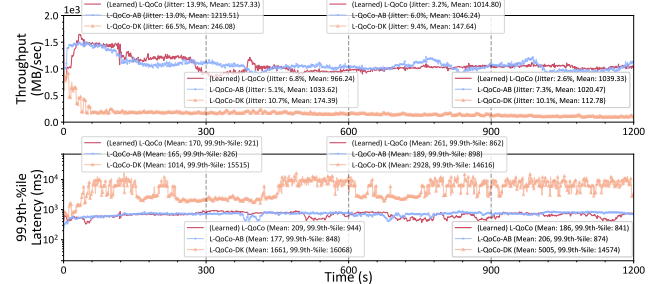 1e3
(Learned) L-QoCo (Jitter: 13.9%, Mean: 1257.33)
L-QoCo-AB (Jitter: 13.0%, Mean: 1219.51)
L-QoCo-DK (Jitter: 66.5%, Mean: 246.08)
(Learned) L-QoCo (Jitter: 3.2%, Mean: 1014.80)
L-QoCo-AB (Jitter: 6.0%, Mean: 1046.24)
L-QoCo-DK (Jitter: 9.4%, Mean: 147.64)
(Learned) L-QoCo (Jitter: 6.8%, Mean: 966.24)
L-QoCo-AB (Jitter: 5.1%, Mean: 1033.62)
L-QoCo-DK (Jitter: 10.7%, Mean: 174.39)
(Learned) L-QoCo (Jitter: 2.6%, Mean: 1039.33)
L-QoCo-AB (Jitter: 7.3%, Mean: 1020.47)
L-QoCo-DK (Jitter: 10.1%, Mean: 112.78)
Throughput
(MB/sec)
2.0
1.5
1.0
0.5
0.0
0
300
600
900
1200
(Learned) L-QoCo (Mean: 170, 99.9th-%ile: 921)
L-QoCo-AB (Mean: 165, 99.9th-%ile: 826)
L-QoCo-DK (Mean: 1014, 99.9th-%ile: 15515)
(Learned) L-QoCo (Mean: 261, 99.9th-%ile: 862)
L-QoCo-AB (Mean: 189, 99.9th-%ile: 898)
L-QoCo-DK (Mean: 2928, 99.9th-%ile: 14616)
(Learned) L-QoCo (Mean: 209, 99.9th-%ile: 944)
L-QoCo-AB (Mean: 177, 99.9th-%ile: 848)
L-QoCo-DK (Mean: 1661, 99.9th-%ile: 16068)
(Learned) L-QoCo (Mean: 186, 99.9th-%ile: 841)
L-QoCo-AB (Mean: 206, 99.9th-%ile: 874)
L-QoCo-DK (Mean: 5005, 99.9th-%ile: 14574)
99.9th-%ile
Latency (ms)
10⁴
10³
10²
0
300
600
900
1200
Time (s)